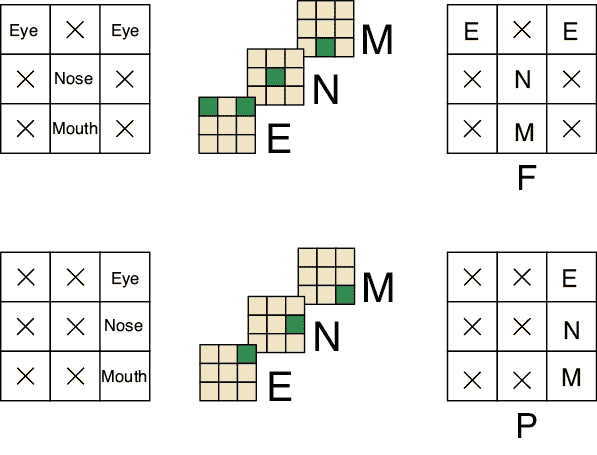 Eye × Eye
× Nose ×
× Mouth ×
M
N
E
E × E
× N ×
× M ×
F
× × Eye
× × Nose
× × Mouth
M
N
E
× × E
× × N
× × M
P